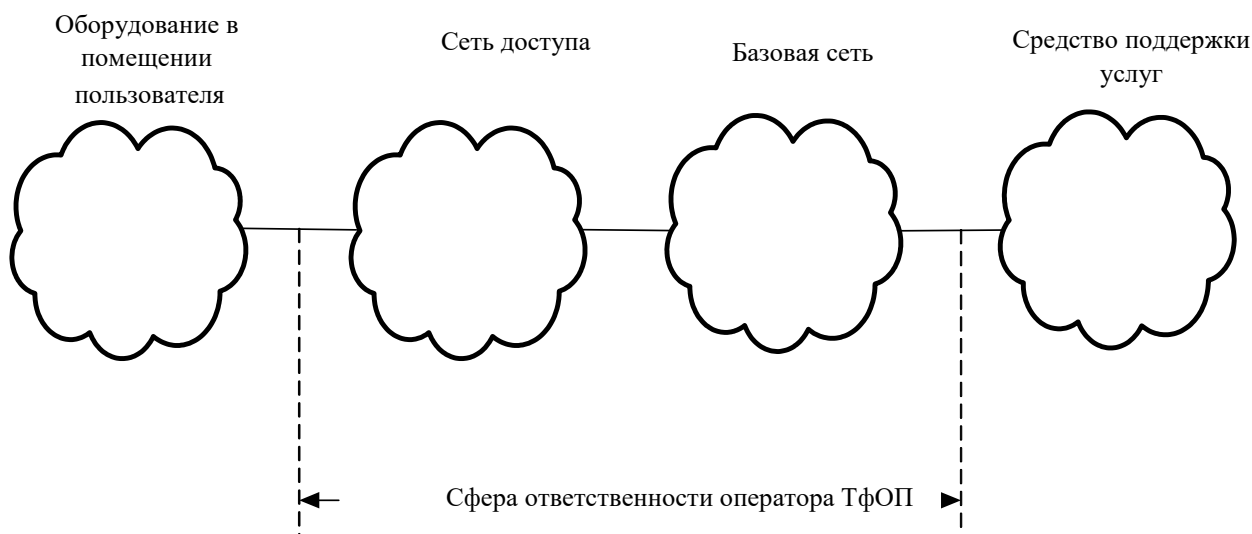 Оборудование в
помещении
пользователя
Сеть доступа
Базовая сеть
Средство поддержки
услуг
Сфера ответственности оператора ТфОП